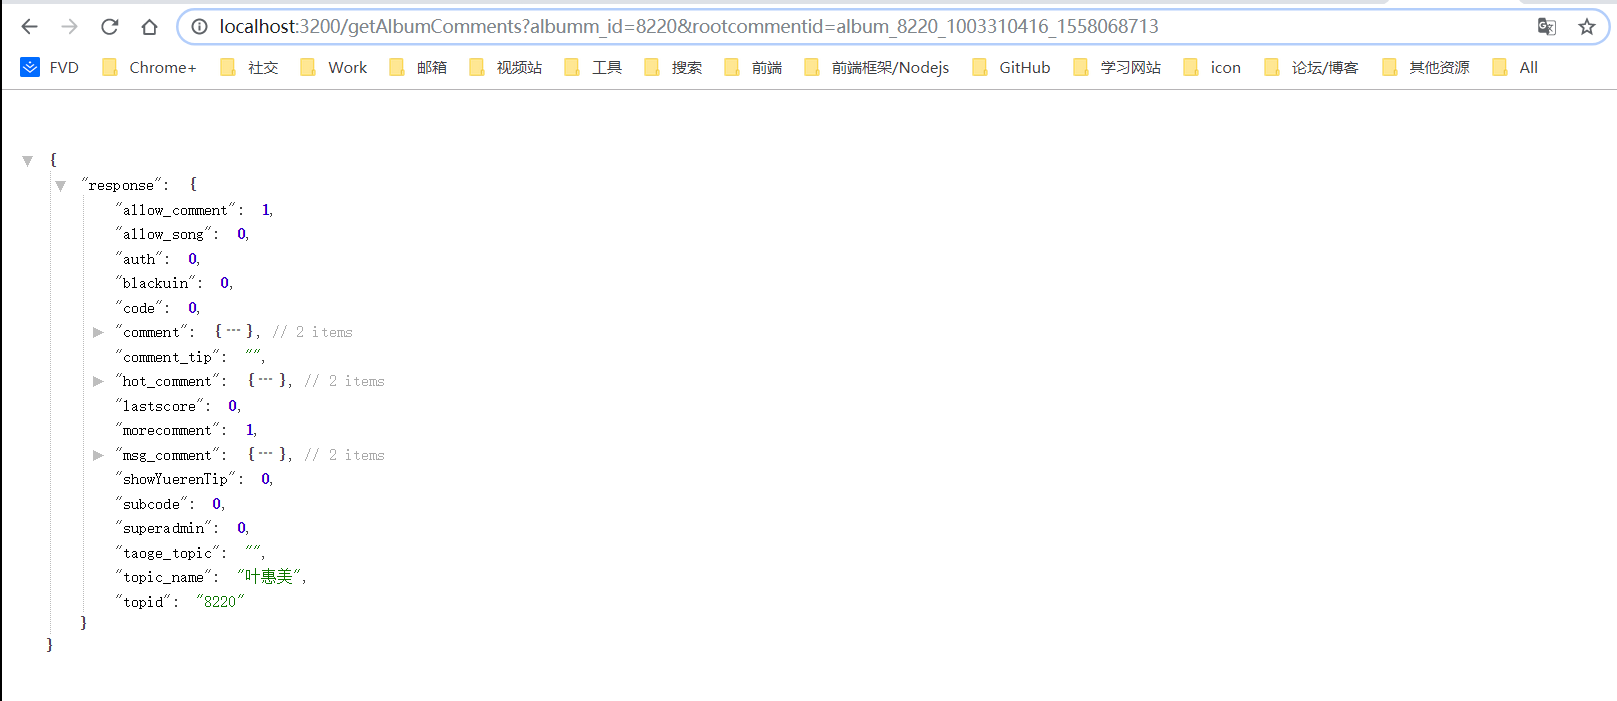 localhost:3200/getAlbumComments?albumm_id=8220&rootcommentid=album_8220_1003310416_1558068713
FVD Chrome+ 社交 Work 邮箱 视频站 工具 搜索 前端 前端框架/Nodejs GitHub 学习网站 icon 论坛/博客 其他资源 All
{
"response": {
"allow_comment": 1,
"allow_song": 0,
"auth": 0,
"blackuin": 0,
"code": 0,
"comment": {···}, // 2 items
"comment_tip": "",
"hot_comment": {···}, // 2 items
"lastscore": 0,
"morecomment": 1,
"msg_comment": {···}, // 2 items
"showYuerenTip": 0,
"subcode": 0,
"superadmin": 0,
"taoge_topic": "",
"topic_name": "叶惠美",
"topid": "8220"
}
}